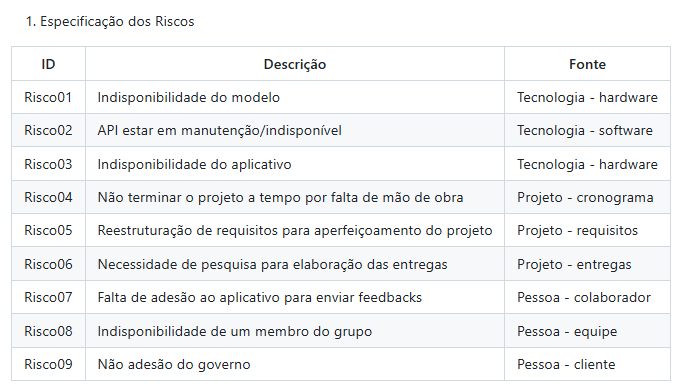 1. Especificação dos Riscos
ID Descrição Fonte
Risco01 Indisponibilidade do modelo Tecnologia - hardware
Risco02 API estar em manutenção/indisponível Tecnologia - software
Risco03 Indisponibilidade do aplicativo Tecnologia - hardware
Risco04 Não terminar o projeto a tempo por falta de mão de obra Projeto - cronograma
Risco05 Reestruturação de requisitos para aperfeiçoamento do projeto Projeto - requisitos
Risco06 Necessidade de pesquisa para elaboração das entregas Projeto - entregas
Risco07 Falta de adesão ao aplicativo para enviar feedbacks Pessoa - colaborador
Risco08 Indisponibilidade de um membro do grupo Pessoa - equipe
Risco09 Não adesão do governo Pessoa - cliente